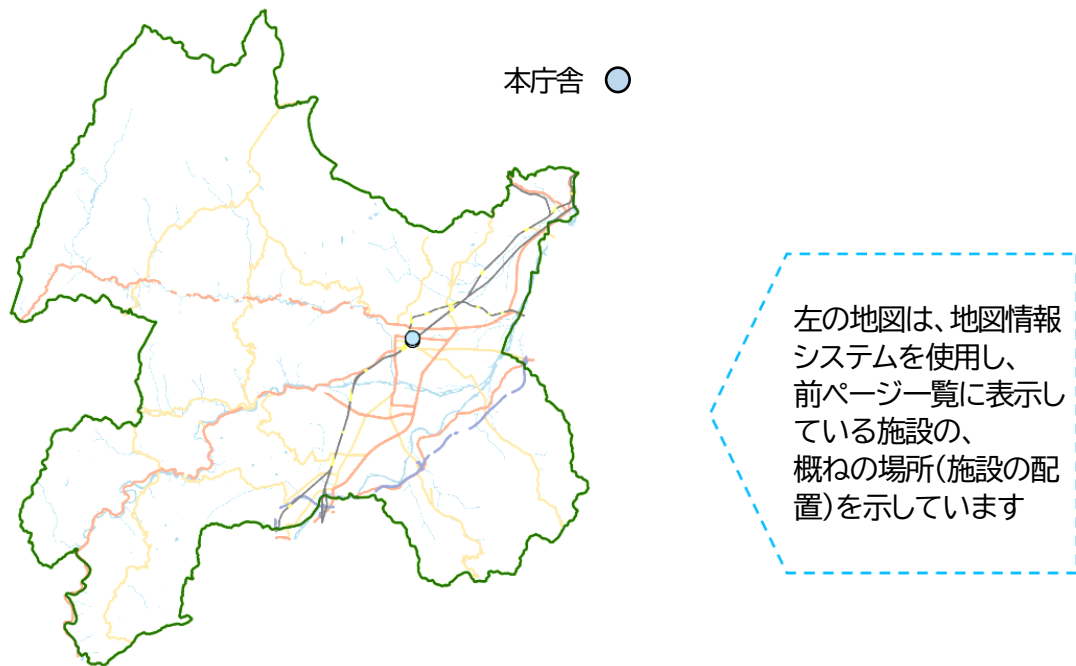 本庁舎
左の地図は、地図情報
システムを使用し、
前ページ一覧に表示し
ている施設の、
概ねの場所(施設の配
置)を示しています